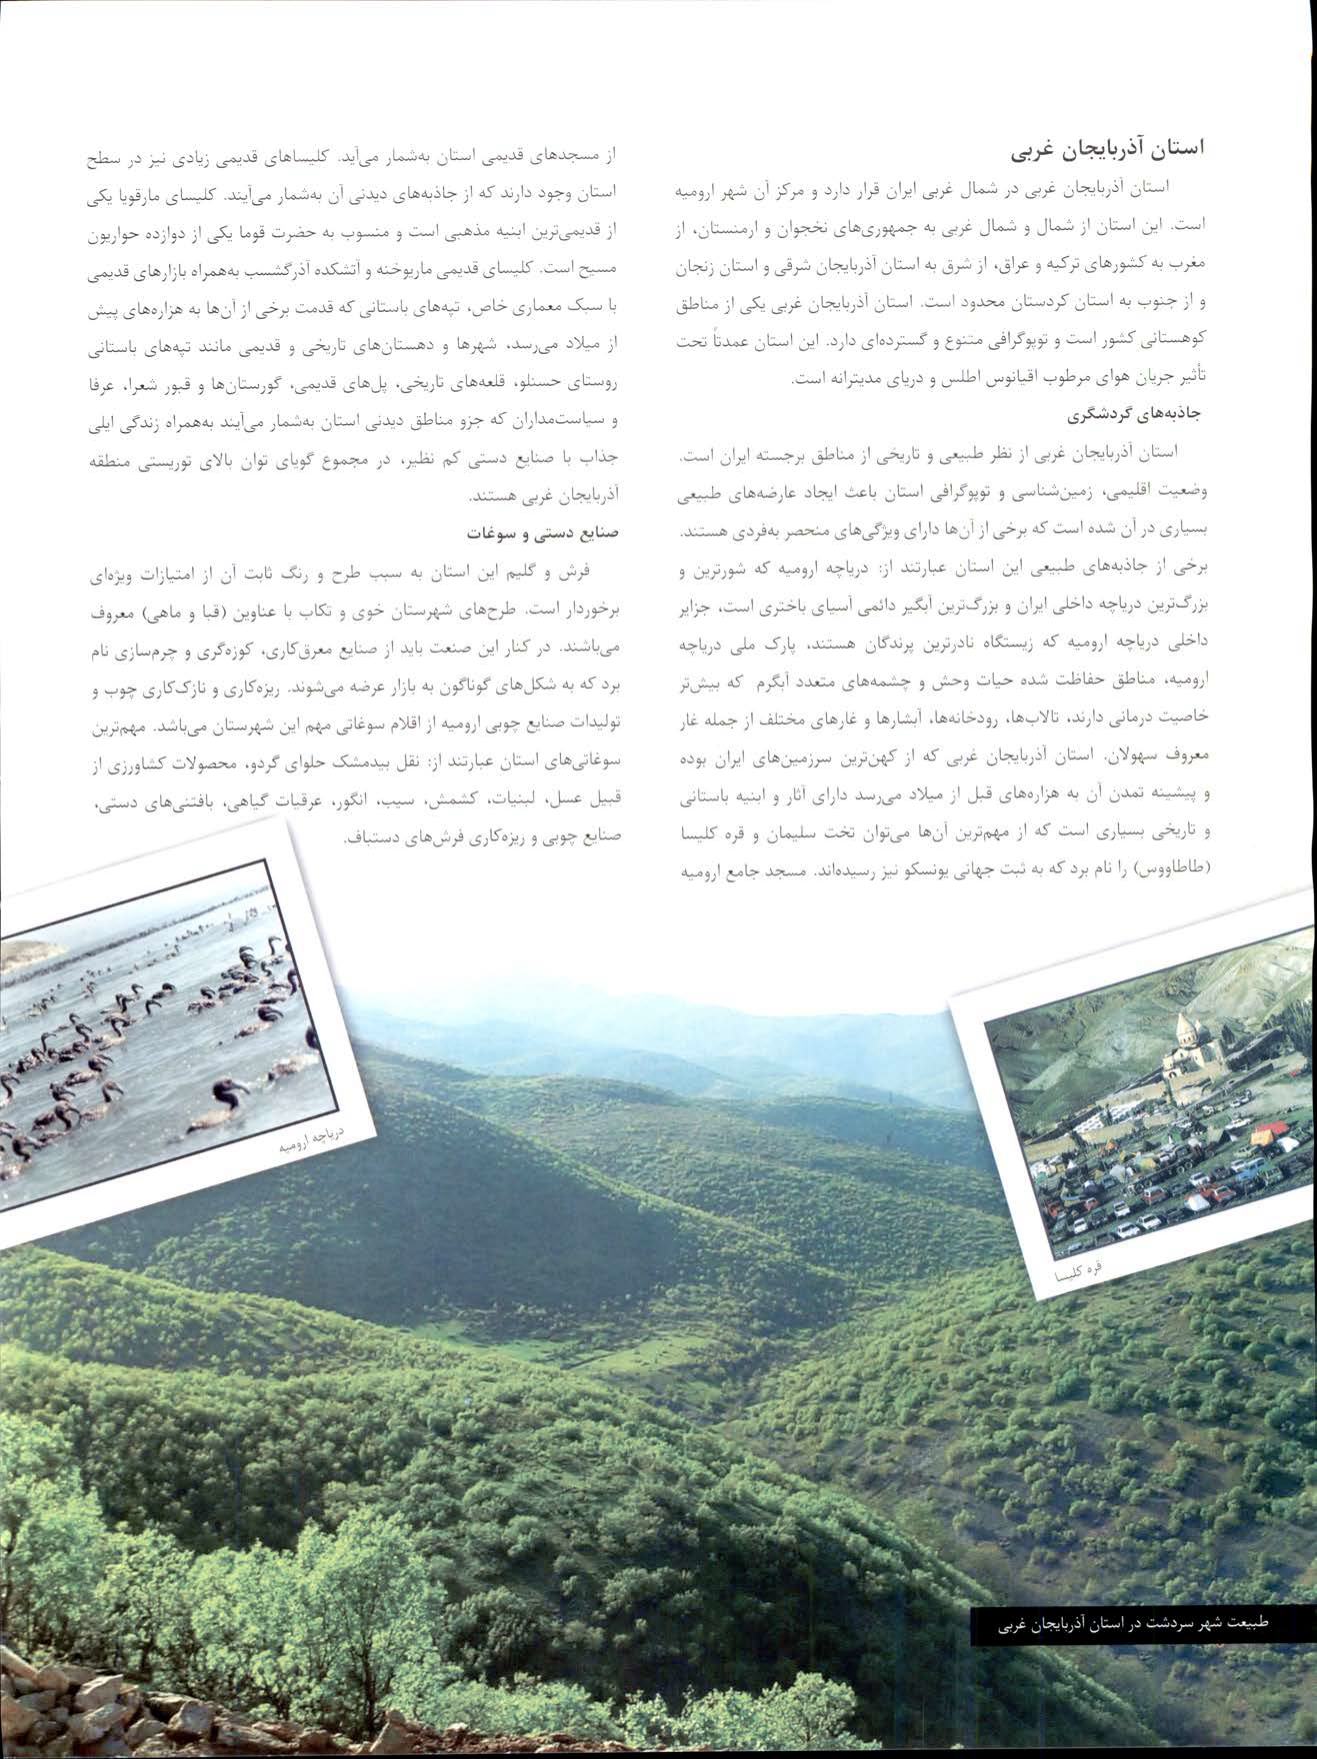 استان آذربایجان غربی
استان آذربایجان غربی در شمال غربی ایران قرار دارد و مرکز آن شهر ارومیه
است. این استان از شمال و شمال غربی به جمهوری‌های نخجوان و ارمنستان، از
مغرب به کشورهای ترکیه و عراق، از شرق به استان آذربایجان شرقی و استان زنجان
و از جنوب به استان کردستان محدود است. استان آذربایجان غربی یکی از مناطق
کوهستانی کشور است و توپوگرافی متنوع و گسترده‌ای دارد. این استان عمدتاً تحت
تأثیر جریان هوای مرطوب اقیانوس اطلس و دریای مدیترانه است.
جاذبه‌های گردشگری
استان آذربایجان غربی از نظر طبیعی و تاریخی از مناطق برجسته ایران است.
وضعیت اقلیمی، زمین‌شناسی و توپوگرافی استان باعث ایجاد عارضه‌های طبیعی
بسیاری در آن شده است که برخی از آن‌ها دارای ویژگی‌های منحصر به‌فردی هستند.
برخی از جاذبه‌های طبیعی این استان عبارتند از: دریاچه ارومیه که شورترین و
بزرگ‌ترین دریاچه داخلی ایران و بزرگ‌ترین آبگیر دائمی آسیای باختری است، جزایر
داخلی دریاچه ارومیه که زیستگاه نادرترین پرندگان هستند، پارک ملی دریاچه
ارومیه، مناطق حفاظت شده حیات وحش و چشمه‌های متعدد آبگرم که بیش‌تر
خاصیت درمانی دارند، تالاب‌ها، رودخانه‌ها، آبشارها و غارهای مختلف از جمله غار
معروف سهولان. استان آذربایجان غربی که از کهن‌ترین سرزمین‌های ایران بوده
و پیشینه تمدن آن به هزاره‌های قبل از میلاد می‌رسد دارای آثار و ابنیه باستانی
و تاریخی بسیاری است که از مهم‌ترین آن‌ها می‌توان تخت سلیمان و قره کلیسا
(طاطاووس) را نام برد که به ثبت جهانی یونسکو نیز رسیده‌اند. مسجد جامع ارومیه
از مسجدهای قدیمی استان به‌شمار می‌آید. کلیساهای قدیمی زیادی نیز در سطح
استان وجود دارند که از جاذبه‌های دیدنی آن به‌شمار می‌آیند. کلیسای مارقویا یکی
از قدیمی‌ترین ابنیه مذهبی است و منسوب به حضرت قوما یکی از دوازده حواریون
مسیح است. کلیسای قدیمی ماریوخنه و آتشکده آذرگشسب به‌همراه بازارهای قدیمی
با سبک معماری خاص، تپه‌های باستانی که قدمت برخی از آن‌ها به هزاره‌های پیش
از میلاد می‌رسد، شهرها و دهستان‌های تاریخی و قدیمی مانند تپه‌های باستانی
روستای حسنلو، قلعه‌های تاریخی، پل‌های قدیمی، گورستان‌ها و قبور شعرا، عرفا
و سیاست‌مداران که جزو مناطق دیدنی استان به‌شمار می‌آیند به‌همراه زندگی ایلی
جذاب با صنایع دستی کم نظیر، در مجموع گویای توان بالای توریستی منطقه
آذربایجان غربی هستند.
صنایع دستی و سوغات
فرش و گلیم این استان به سبب طرح و رنگ ثابت آن از امتیازات ویژه‌ای
برخوردار است. طرح‌های شهرستان خوی و تکاب با عناوین (قبا و ماهی) معروف
می‌باشند. در کنار این صنعت باید از صنایع معرق‌کاری، کوزه‌گری و چرم‌سازی نام
برد که به شکل‌های گوناگون به بازار عرضه می‌شوند. ریزه‌کاری و نازک‌کاری چوب و
تولیدات صنایع چوبی ارومیه از اقلام سوغاتی مهم این شهرستان می‌باشد. مهم‌ترین
سوغاتی‌های استان عبارتند از: نقل بیدمشک حلوای گردو، محصولات کشاورزی از
قبیل عسل، لبنیات، کشمش، سیب، انگور، عرقیات گیاهی، بافتنی‌های دستی،
صنایع چوبی و ریزه‌کاری فرش‌های دستباف.
دریاچه ارومیه
قره کلیسا
طبیعت شهر سردشت در استان آذربایجان غربی